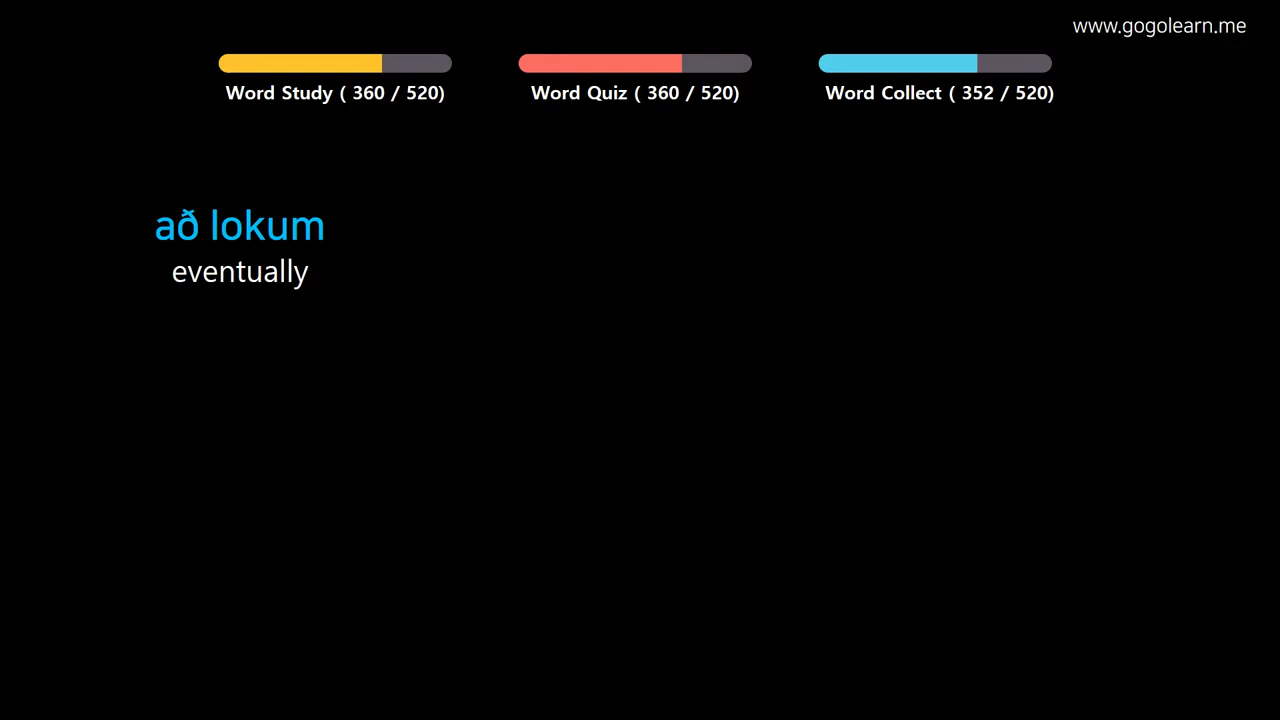 www.gogolearn.me
Word Study ( 360 / 520)
Word Quiz ( 360 / 520)
Word Collect ( 352 / 520)
að lokum
eventually